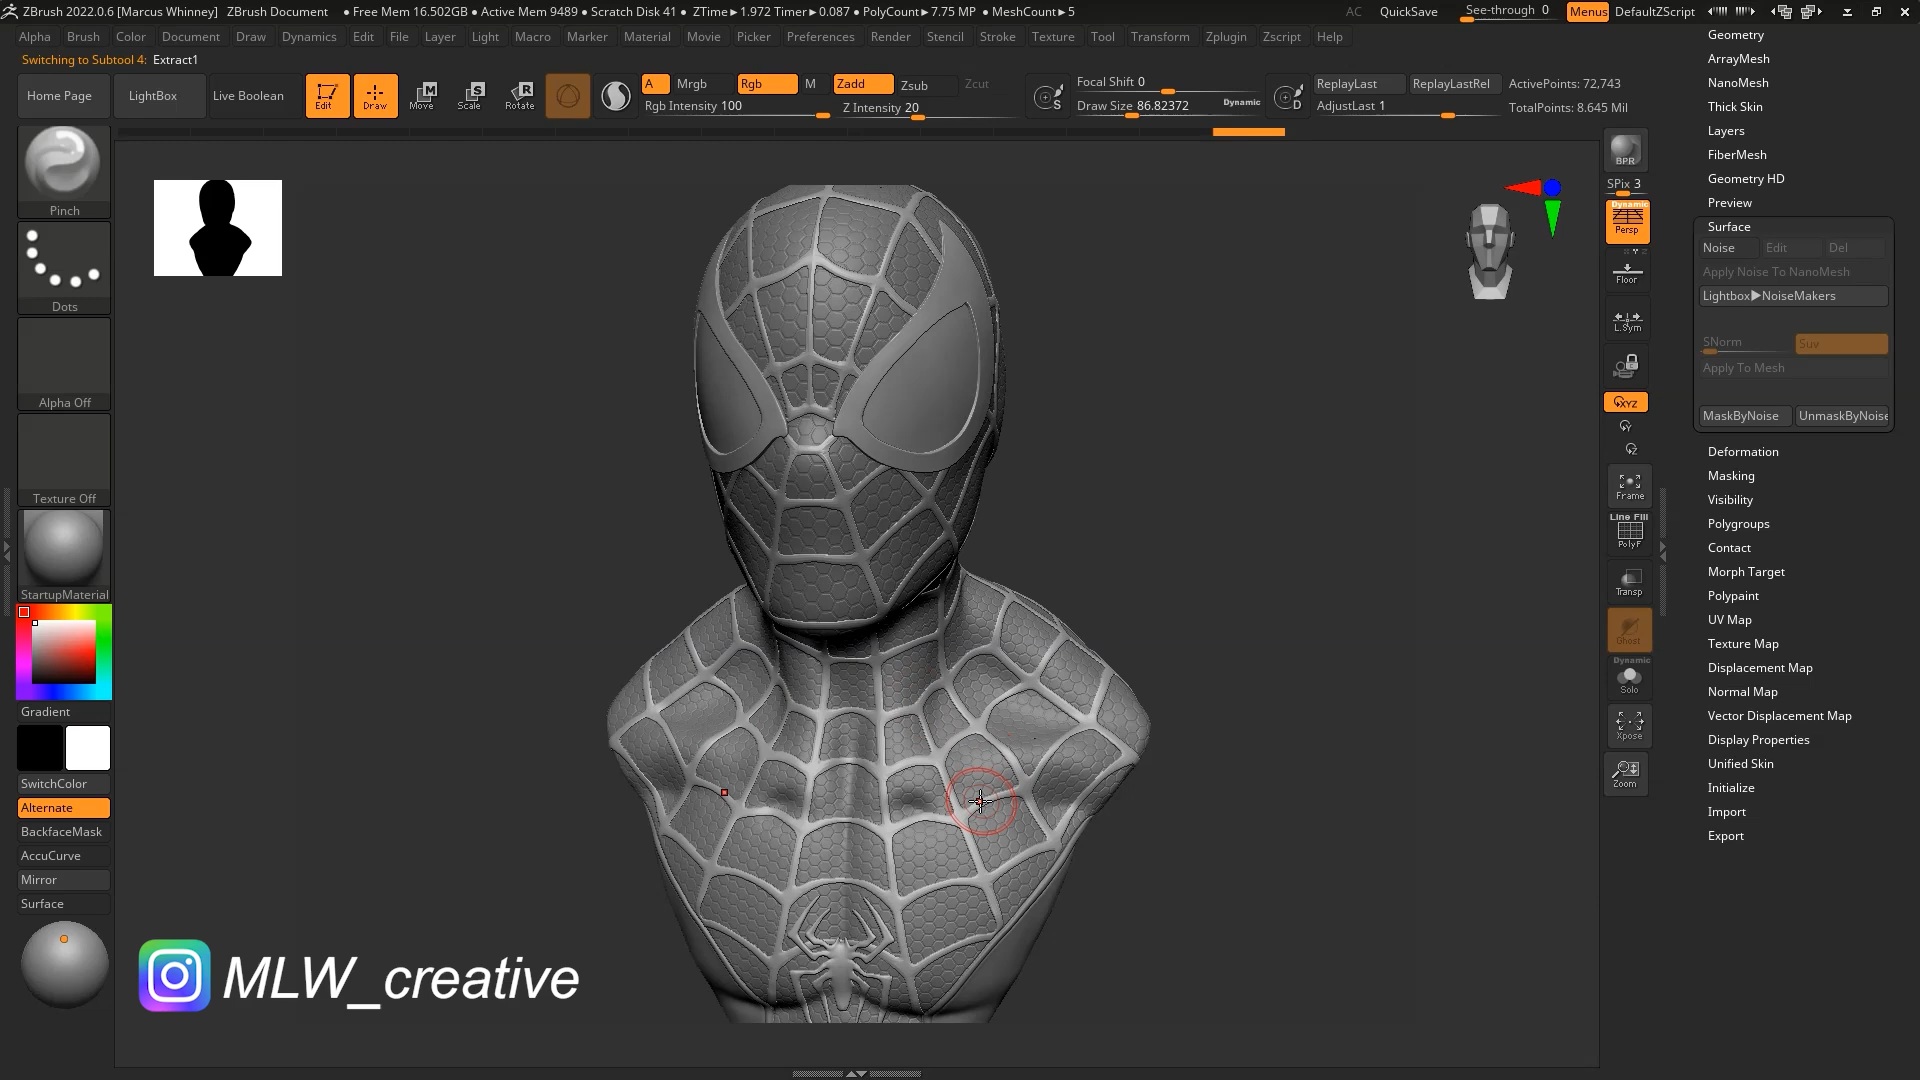 ZBrush 2022.0.6 [Marcus Whinney] ZBrush Document • Free Mem 16.502GB • Active Mem 9489 • Scratch Disk 41 • ZTime▶1.972 Timer▶0.087 • PolyCount▶7.75 MP • MeshCount▶5 AC QuickSave See-through 0 Menus DefaultZScript
Alpha Brush Color Document Draw Dynamics Edit File Layer Light Macro Marker Material Movie Picker Preferences Render Stencil Stroke Texture Tool Transform Zplugin Zscript Help
Switching to Subtool 4: Extract1
Home Page LightBox Live Boolean Edit Draw Move Scale Rotate
A Mrgb Rgb M Zadd Zsub Zcut
Rgb Intensity 100 Z Intensity 20
S Focal Shift 0
Draw Size 86.82372 Dynamic
D ReplayLast ReplayLastRel
AdjustLast 1
ActivePoints: 72,743
TotalPoints: 8.645 Mil
Pinch
Dots
Alpha Off
Texture Off
StartupMaterial
Gradient
SwitchColor
Alternate
BackfaceMask
AccuCurve
Mirror
Surface
MLW_creative
BPR
SPix 3
Dynamic
Persp
Floor
L.Sym
XYZ
Frame
Line Fill
PolyF
Transp
Ghost
Dynamic
Solo
Xpose
Zoom
Geometry
ArrayMesh
NanoMesh
Thick Skin
Layers
FiberMesh
Geometry HD
Preview
Surface
Noise Edit Del
Apply Noise To NanoMesh
Lightbox▶NoiseMakers
SNorm Suv
Apply To Mesh
MaskByNoise UnmaskByNoise
Deformation
Masking
Visibility
Polygroups
Contact
Morph Target
Polypaint
UV Map
Texture Map
Displacement Map
Normal Map
Vector Displacement Map
Display Properties
Unified Skin
Initialize
Import
Export